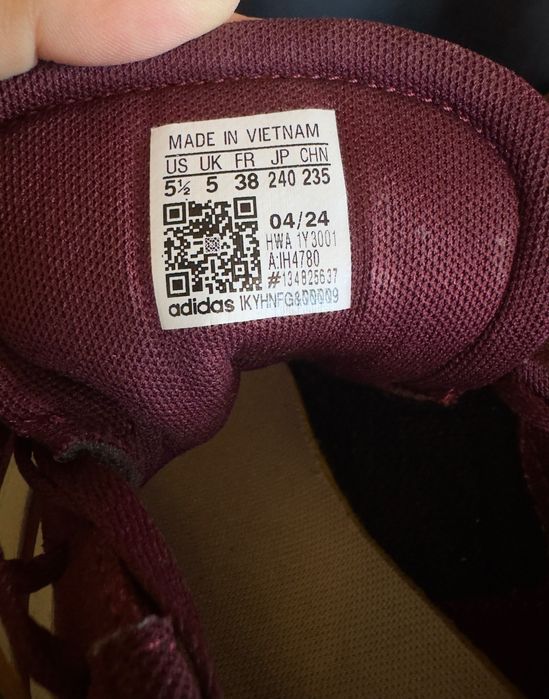 MADE IN VIETNAM
US UK FR JP CHN
5½ 5 38 240 235
04/24
HWA 1Y3001
A:IH4780
#134825637
adidas